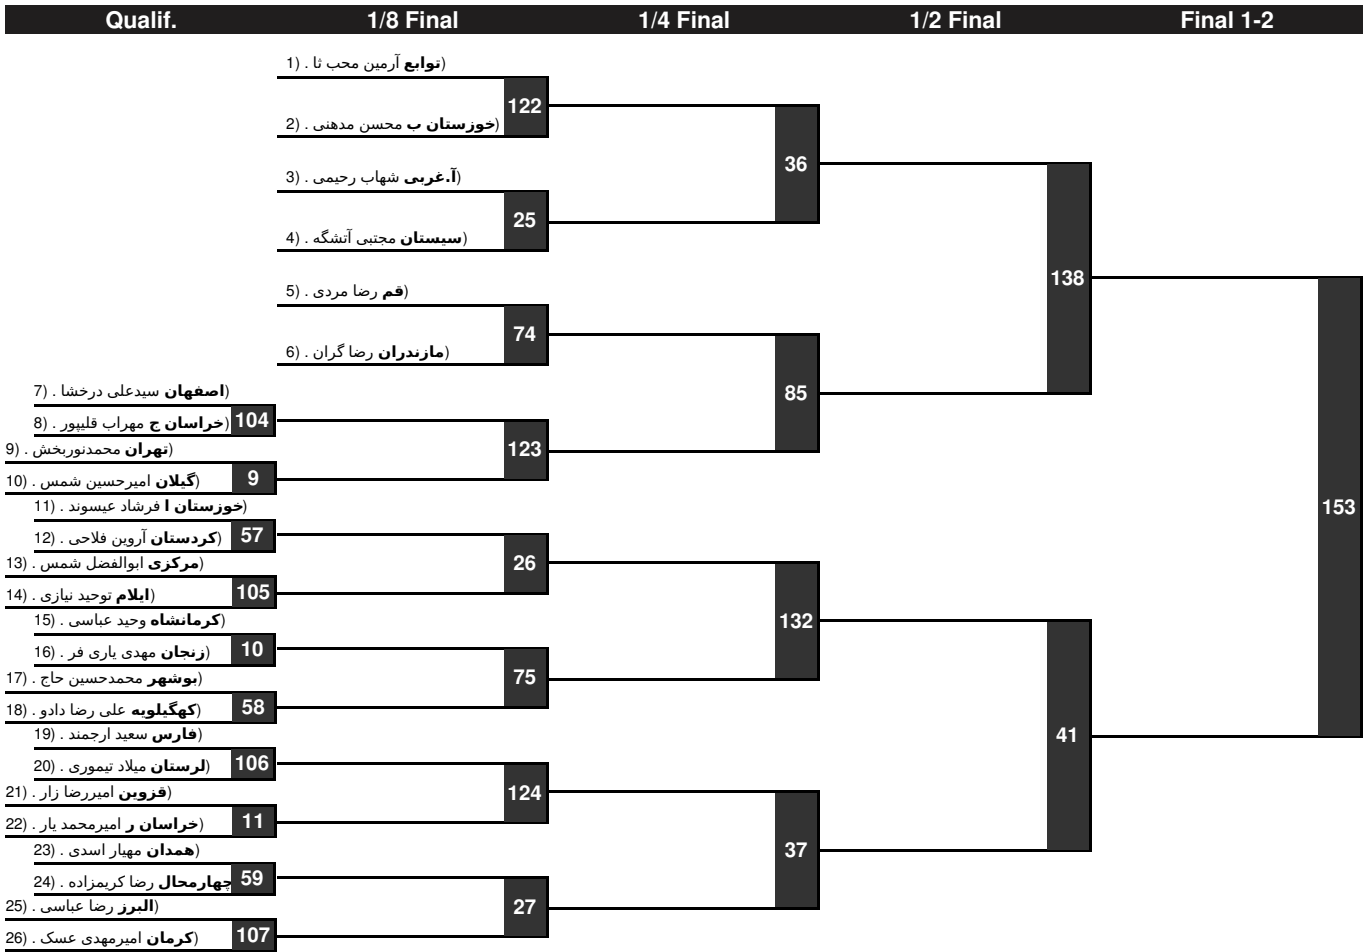 Qualif.
1/8 Final
1/4 Final
1/2 Final
Final 1-2
1) . آرمین محب ثا توابع)
122
2) . محسن مدهنی خوزستان ب)
36
3) . شهاب رحیمی آ.غربی)
25
4) . مجتبی آتشگه سیستان)
138
5) . رضا مردی قم)
74
6) . رضا گران مازندران)
85
7) . سیدعلی درخشا اصفهان)
104
8) . مهراب قلیپور خراسان ج)
123
9) . محمدنوربخش تهران)
9
10) . امیرحسین شمس گیلان)
11) . فرشاد عیسوند خوزستان ا)
153
57
12) . آروین فلاحی کردستان)
26
13) . ابوالفضل شمس مرکزی)
105
14) . توحید نیازی ایلام)
132
15) . وحید عباسی کرمانشاه)
10
16) . مهدی یاری فر زنجان)
75
17) . محمدحسین حاج بوشهر)
58
18) . علی رضا دادو کهگیلویه)
41
19) . سعید ارجمند فارس)
106
20) . میلاد تیموری لرستان)
124
21) . امیررضا زار قزوین)
11
22) . امیرمحمد یار خراسان ر)
37
23) . مهیار اسدی همدان)
59
24) . رضا کریمزاده چهارمحال
27
25) . رضا عباسی البرز)
107
26) . امیرمهدی عسک کرمان)